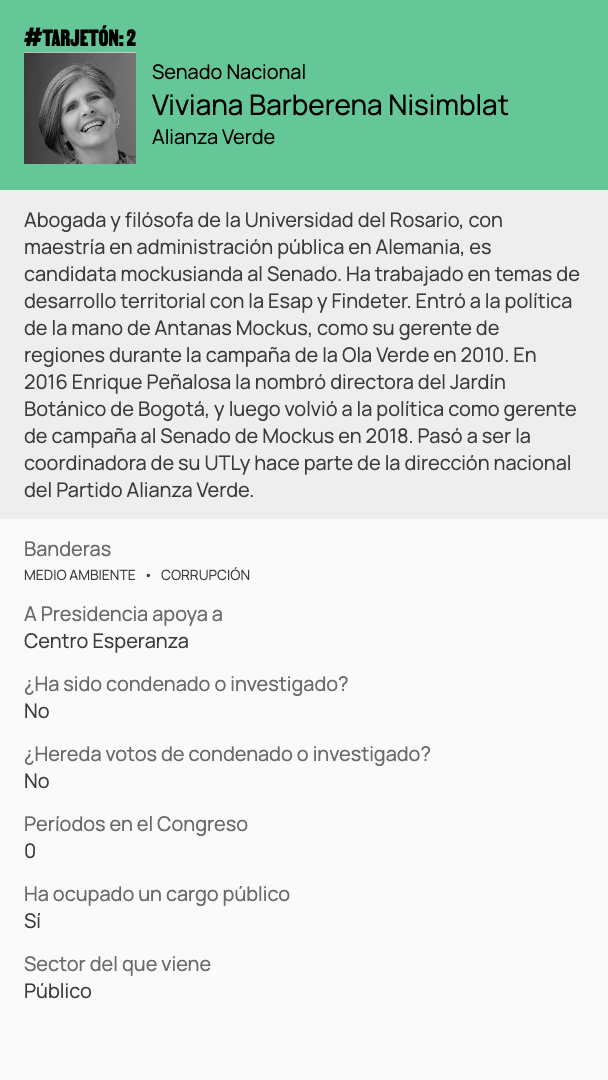 #TARJETÓN: 2
Senado Nacional
Viviana Barberena Nisimblat
Alianza Verde
Abogada y filósofa de la Universidad del Rosario, con
maestría en administración pública en Alemania, es
candidata mockusianda al Senado. Ha trabajado en temas de
desarrollo territorial con la Esap y Findeter. Entró a la política
de la mano de Antanas Mockus, como su gerente de
regiones durante la campaña de la Ola Verde en 2010. En
2016 Enrique Peñalosa la nombró directora del Jardín
Botánico de Bogotá, y luego volvió a la política como gerente
de campaña al Senado de Mockus en 2018. Pasó a ser la
coordinadora de su UTLy hace parte de la dirección nacional
del Partido Alianza Verde.
Banderas
MEDIO AMBIENTE • CORRUPCIÓN
A Presidencia apoya a
Centro Esperanza
¿Ha sido condenado o investigado?
No
¿Hereda votos de condenado o investigado?
No
Períodos en el Congreso
0
Ha ocupado un cargo público
Sí
Sector del que viene
Público